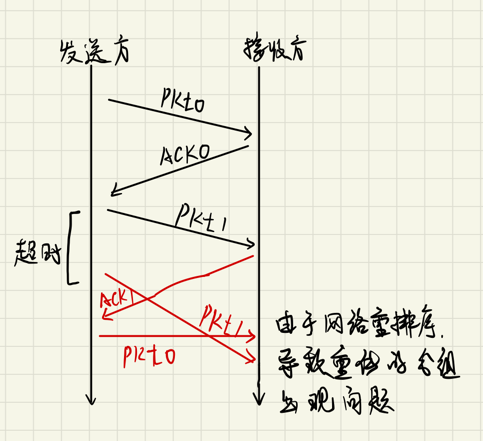 发送方
接收方
PKt0
ACK0
PKt1
超时
ACK1
PKt1
PKt0
由于网络重排序,
导致重传的分组
出现问题